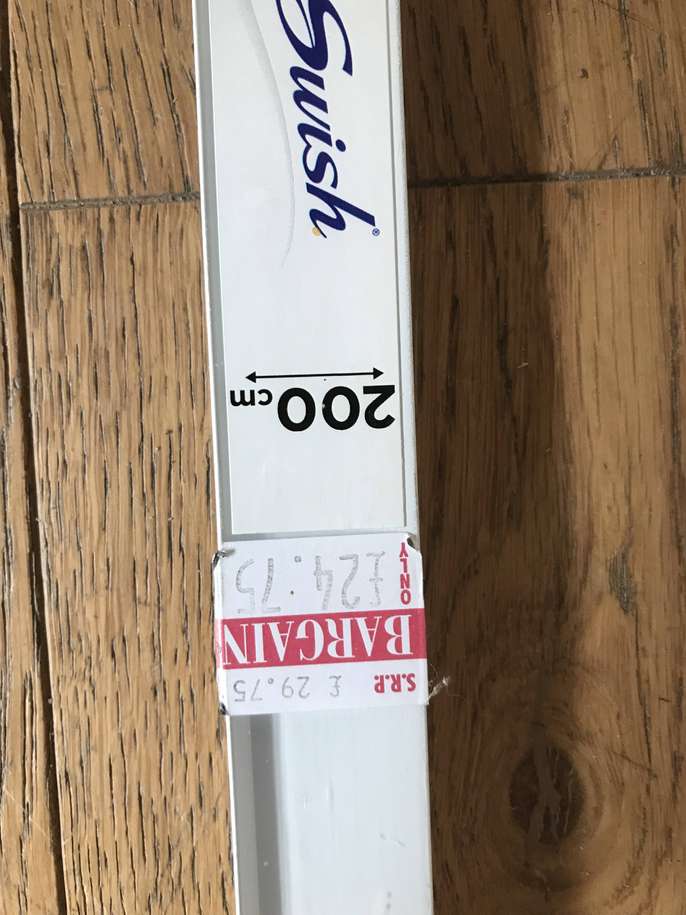 Swish®
200cm
S.R.P. £ 29.75
BARGAIN
ONLY £24.75